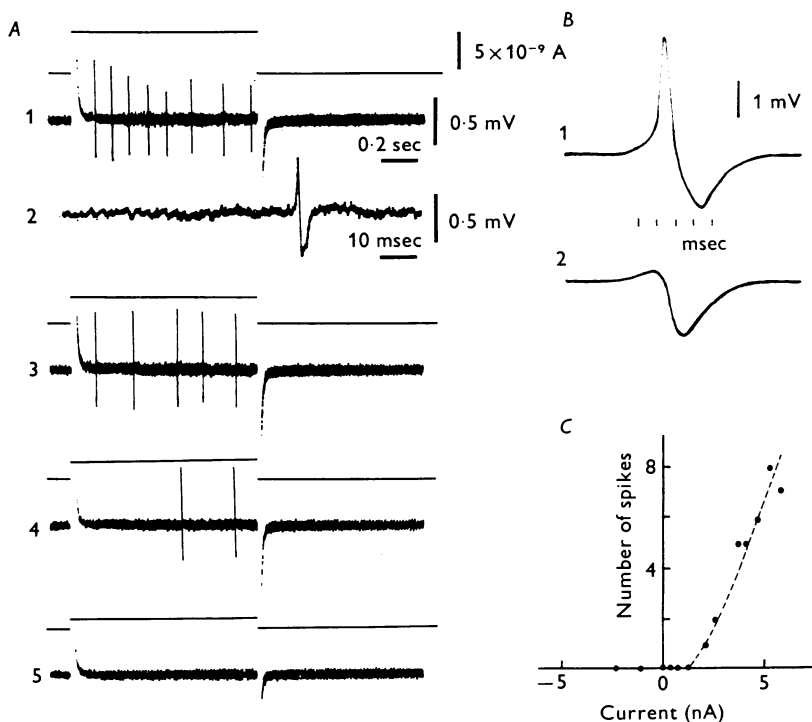 A
5×10⁻⁹ A
1
0·5 mV
0·2 sec
2
0·5 mV
10 msec
3
4
5
B
1
1 mV
msec
2
C
Number of spikes
8
4
0
−5
0
5
Current (nA)